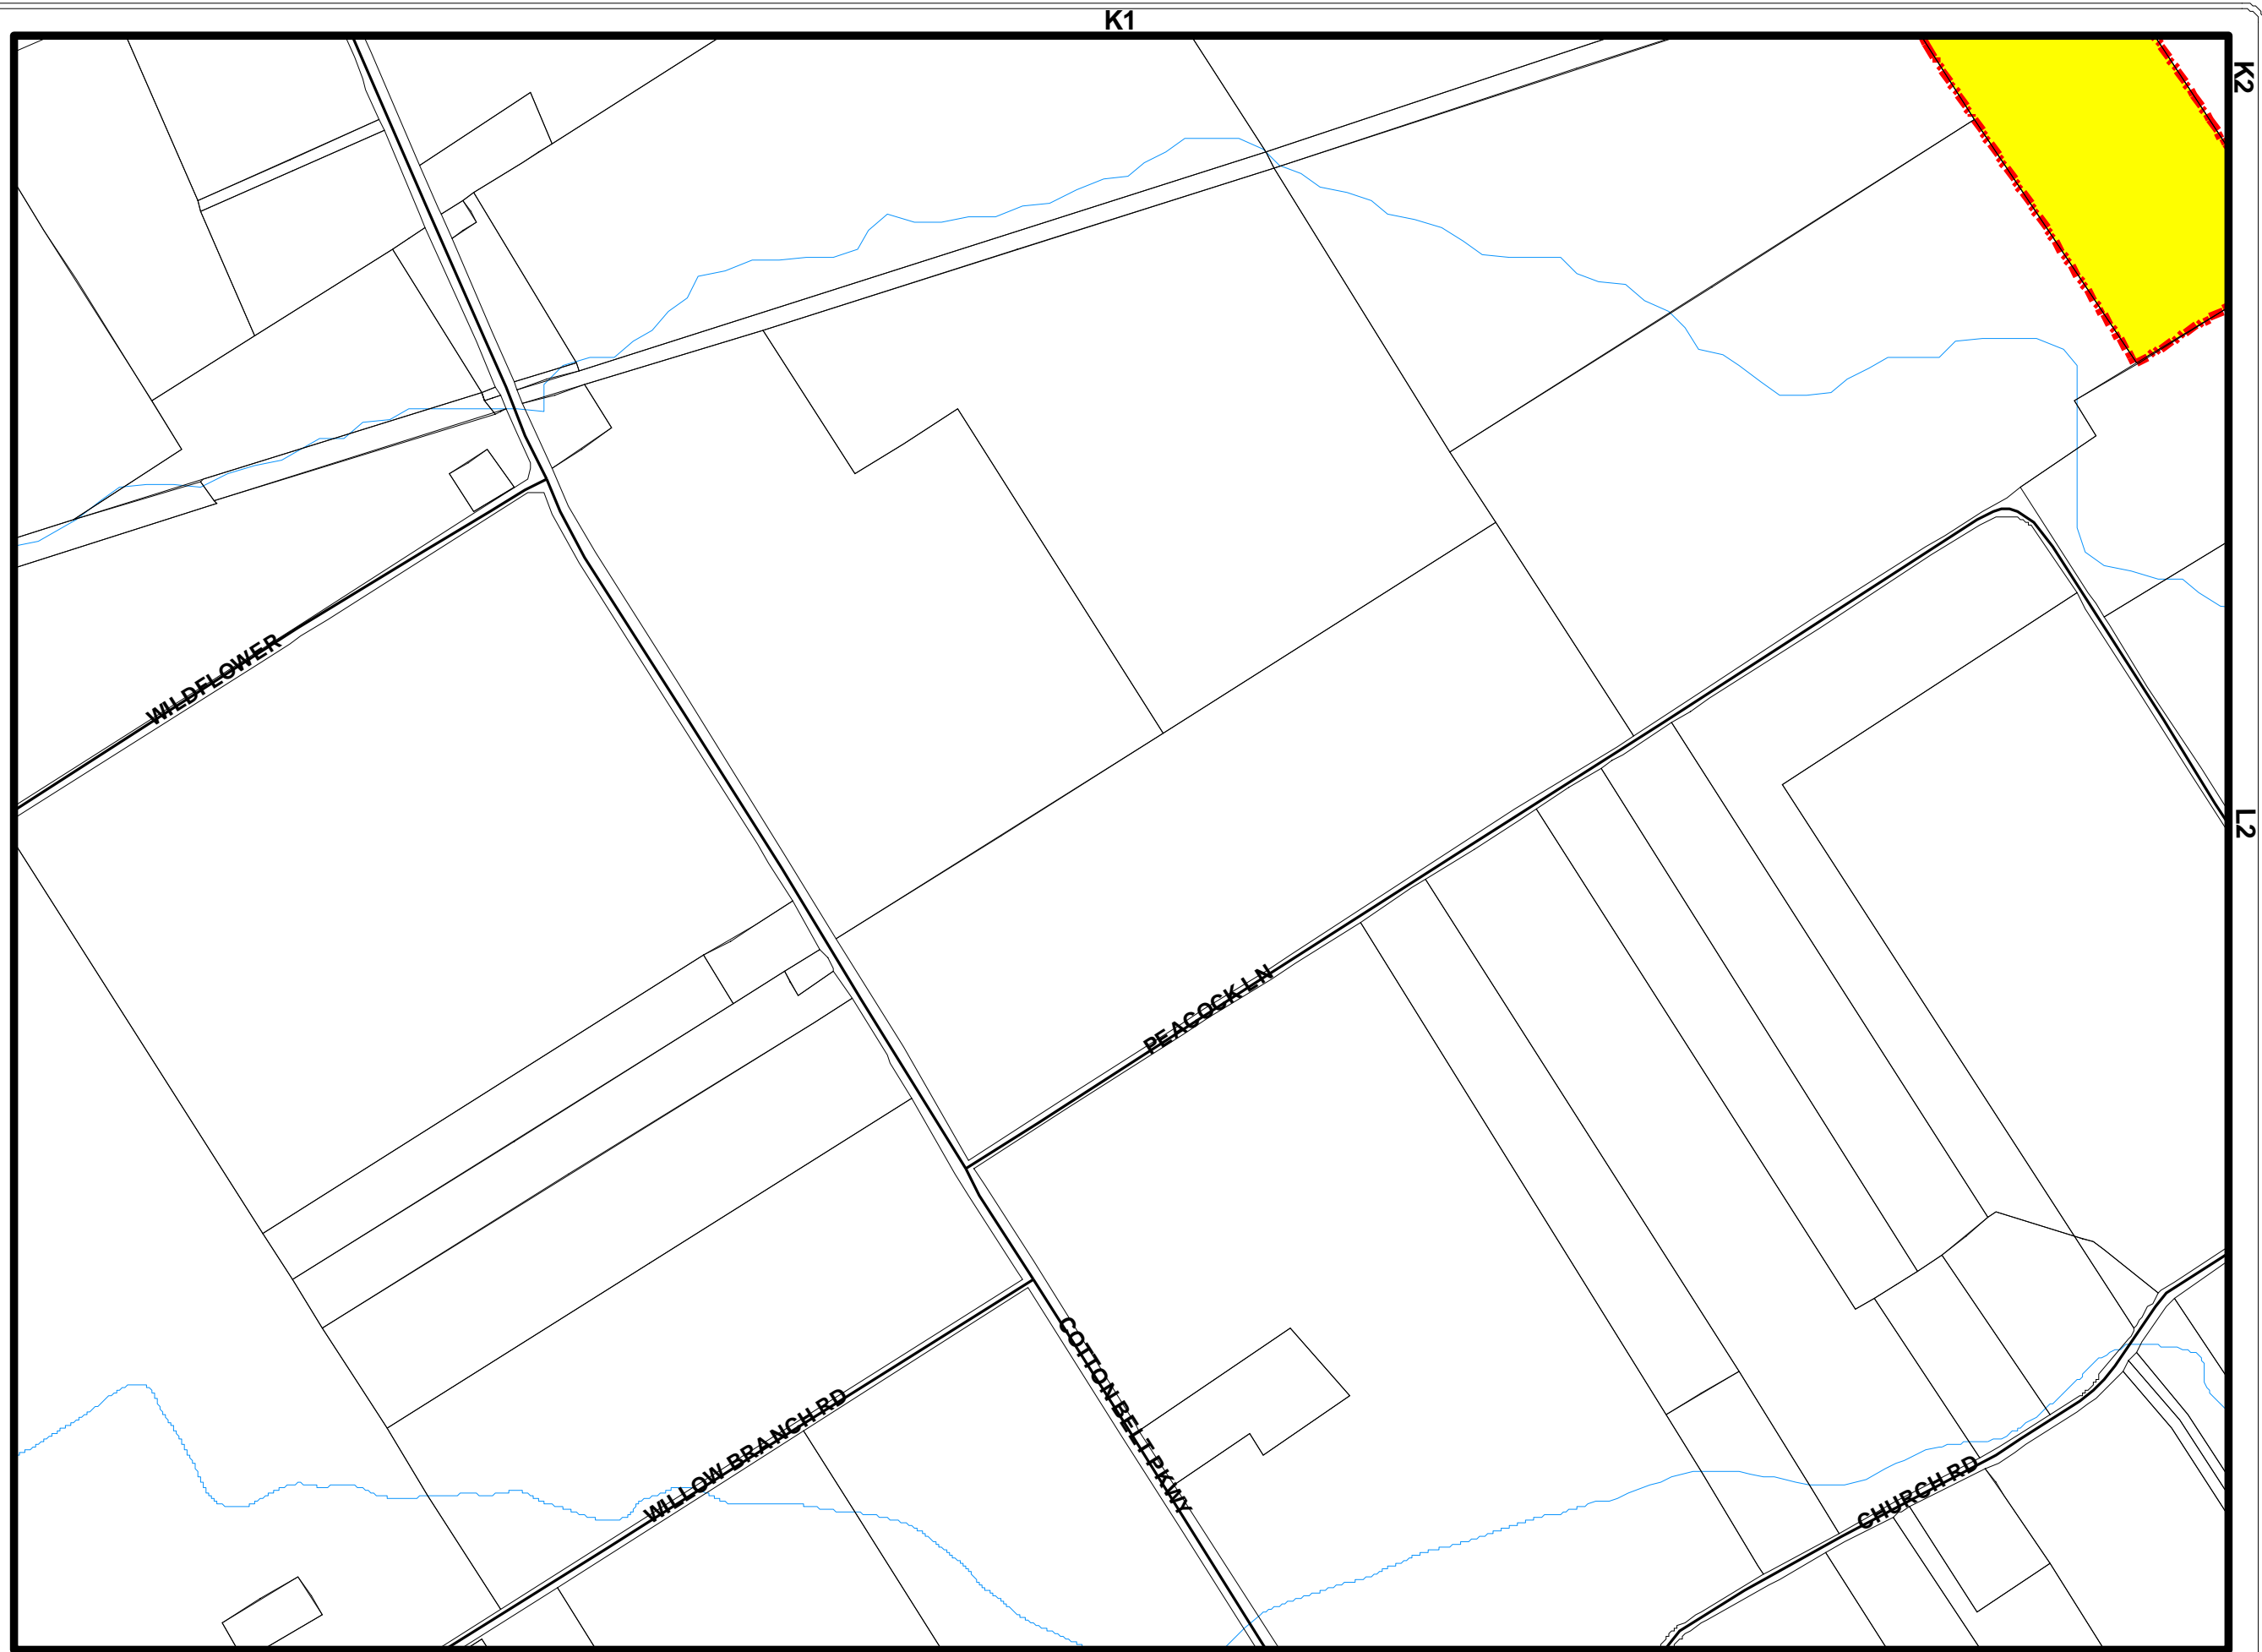 K1
K2
WILDFLOWER
L2
PEACOCK LN
COTTON BELT PKWY
WILLOW BRANCH RD
CHURCH RD